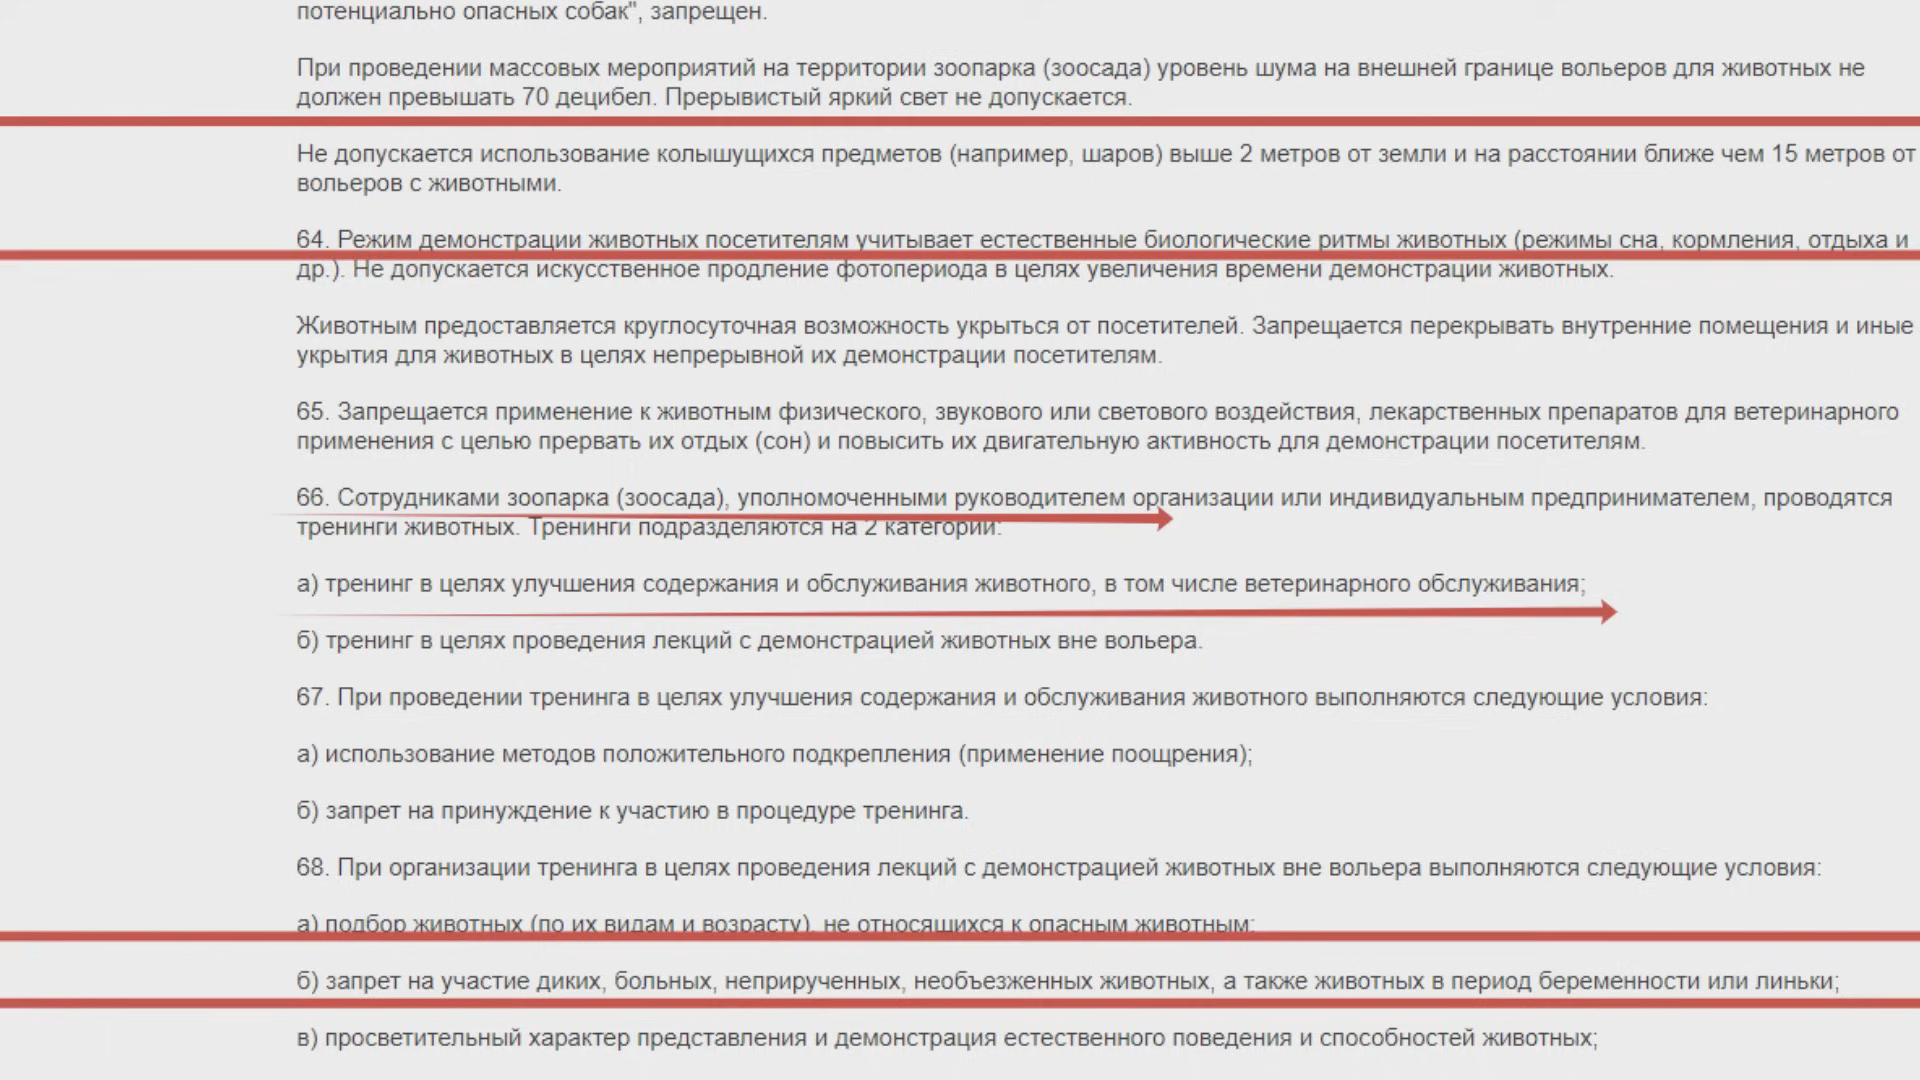 потенциально опасных собак", запрещен.
При проведении массовых мероприятий на территории зоопарка (зоосада) уровень шума на внешней границе вольеров для животных не
должен превышать 70 децибел. Прерывистый яркий свет не допускается.
Не допускается использование колышущихся предметов (например, шаров) выше 2 метров от земли и на расстоянии ближе чем 15 метров от
вольеров с животными.
64. Режим демонстрации животных посетителям учитывает естественные биологические ритмы животных (режимы сна, кормления, отдыха и
др.). Не допускается искусственное продление фотопериода в целях увеличения времени демонстрации животных.
Животным предоставляется круглосуточная возможность укрыться от посетителей. Запрещается перекрывать внутренние помещения и иные
укрытия для животных в целях непрерывной их демонстрации посетителям.
65. Запрещается применение к животным физического, звукового или светового воздействия, лекарственных препаратов для ветеринарного
применения с целью прервать их отдых (сон) и повысить их двигательную активность для демонстрации посетителям.
66. Сотрудниками зоопарка (зоосада), уполномоченными руководителем организации или индивидуальным предпринимателем, проводятся
тренинги животных. Тренинги подразделяются на 2 категории:
а) тренинг в целях улучшения содержания и обслуживания животного, в том числе ветеринарного обслуживания;
б) тренинг в целях проведения лекций с демонстрацией животных вне вольера.
67. При проведении тренинга в целях улучшения содержания и обслуживания животного выполняются следующие условия:
а) использование методов положительного подкрепления (применение поощрения);
б) запрет на принуждение к участию в процедуре тренинга.
68. При организации тренинга в целях проведения лекций с демонстрацией животных вне вольера выполняются следующие условия:
а) подбор животных (по их видам и возрасту), не относящихся к опасным животным;
б) запрет на участие диких, больных, неприрученных, необъезженных животных, а также животных в период беременности или линьки;
в) просветительный характер представления и демонстрация естественного поведения и способностей животных;